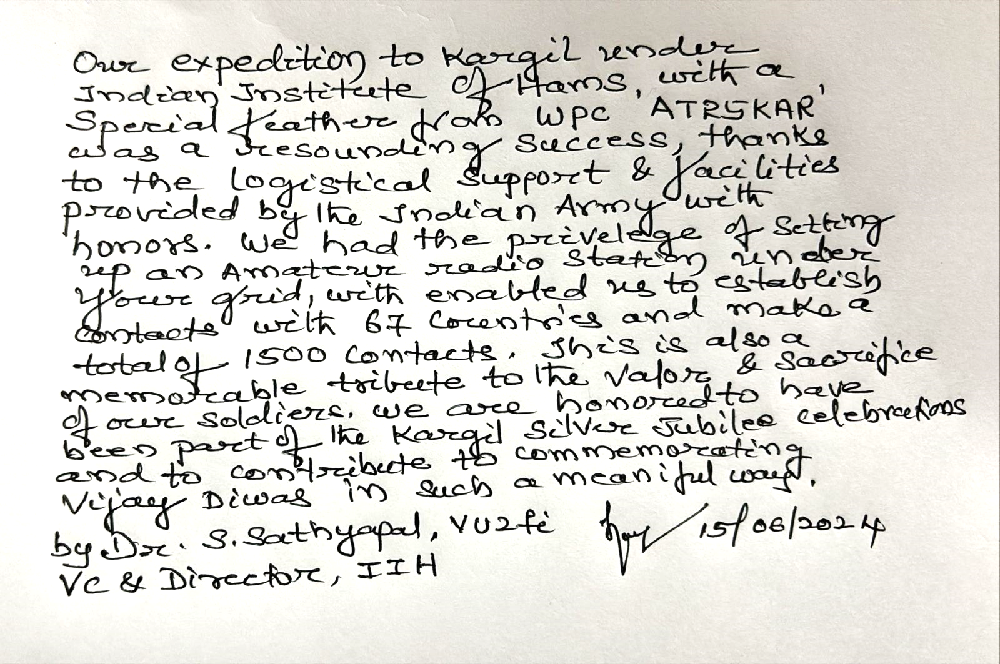 Our expedition to Kargil under
Indian Institute of Hams, with a
Special feather from WPC 'AT25KAR'
was a resounding success, thanks
to the logistical support & facilities
provided by the Indian Army with
honors. We had the privelege of setting
up an Amateur radio station under
your grid, with enabled us to establish
contacts with 67 Countries and make a
total of 1500 contacts. This is also a
memorable tribute to the valor & sacrifice
of our soldiers. we are honored to have
been part of the Kargil Silver Jubilee celebrations
and to contribute to commemorating
Vijay Diwas in such a meaniful way.
by Dr. S. Sathyapal, VU2fi 15/06/2024
VC & Director, IIH